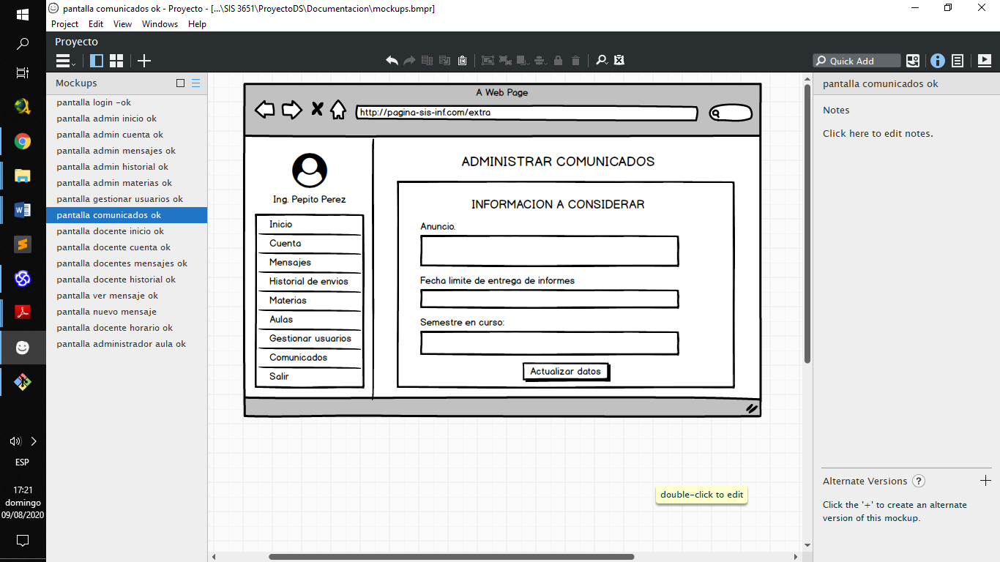 pantalla comunicados ok - Proyecto - [...\SIS 3651\ProyectoDS\Documentacion\mockups.bmpr]
Project Edit View Windows Help
Proyecto
Quick Add
Mockups
pantalla login -ok
pantalla admin inicio ok
pantalla admin cuenta ok
pantalla admin mensajes ok
pantalla admin historial ok
pantalla admin materias ok
pantalla gestionar usuarios ok
pantalla comunicados ok
pantalla docente inicio ok
pantalla docente cuenta ok
pantalla docentes mensajes ok
pantalla docente historial ok
pantalla ver mensaje ok
pantalla nuevo mensaje
pantalla docente horario ok
pantalla administrador aula ok
A Web Page
http://pagina-sis-inf.com/extra
Ing. Pepito Perez
Inicio
Cuenta
Mensajes
Historial de envios
Materias
Aulas
Gestionar usuarios
Comunicados
Salir
ADMINISTRAR COMUNICADOS
INFORMACION A CONSIDERAR
Anuncio.
Fecha limite de entrega de informes
Semestre en curso:
Actualizar datos
double-click to edit
pantalla comunicados ok
Notes
Click here to edit notes.
Alternate Versions ?
Click the '+' to create an alternate
version of this mockup.
ESP
17:21
domingo
09/08/2020